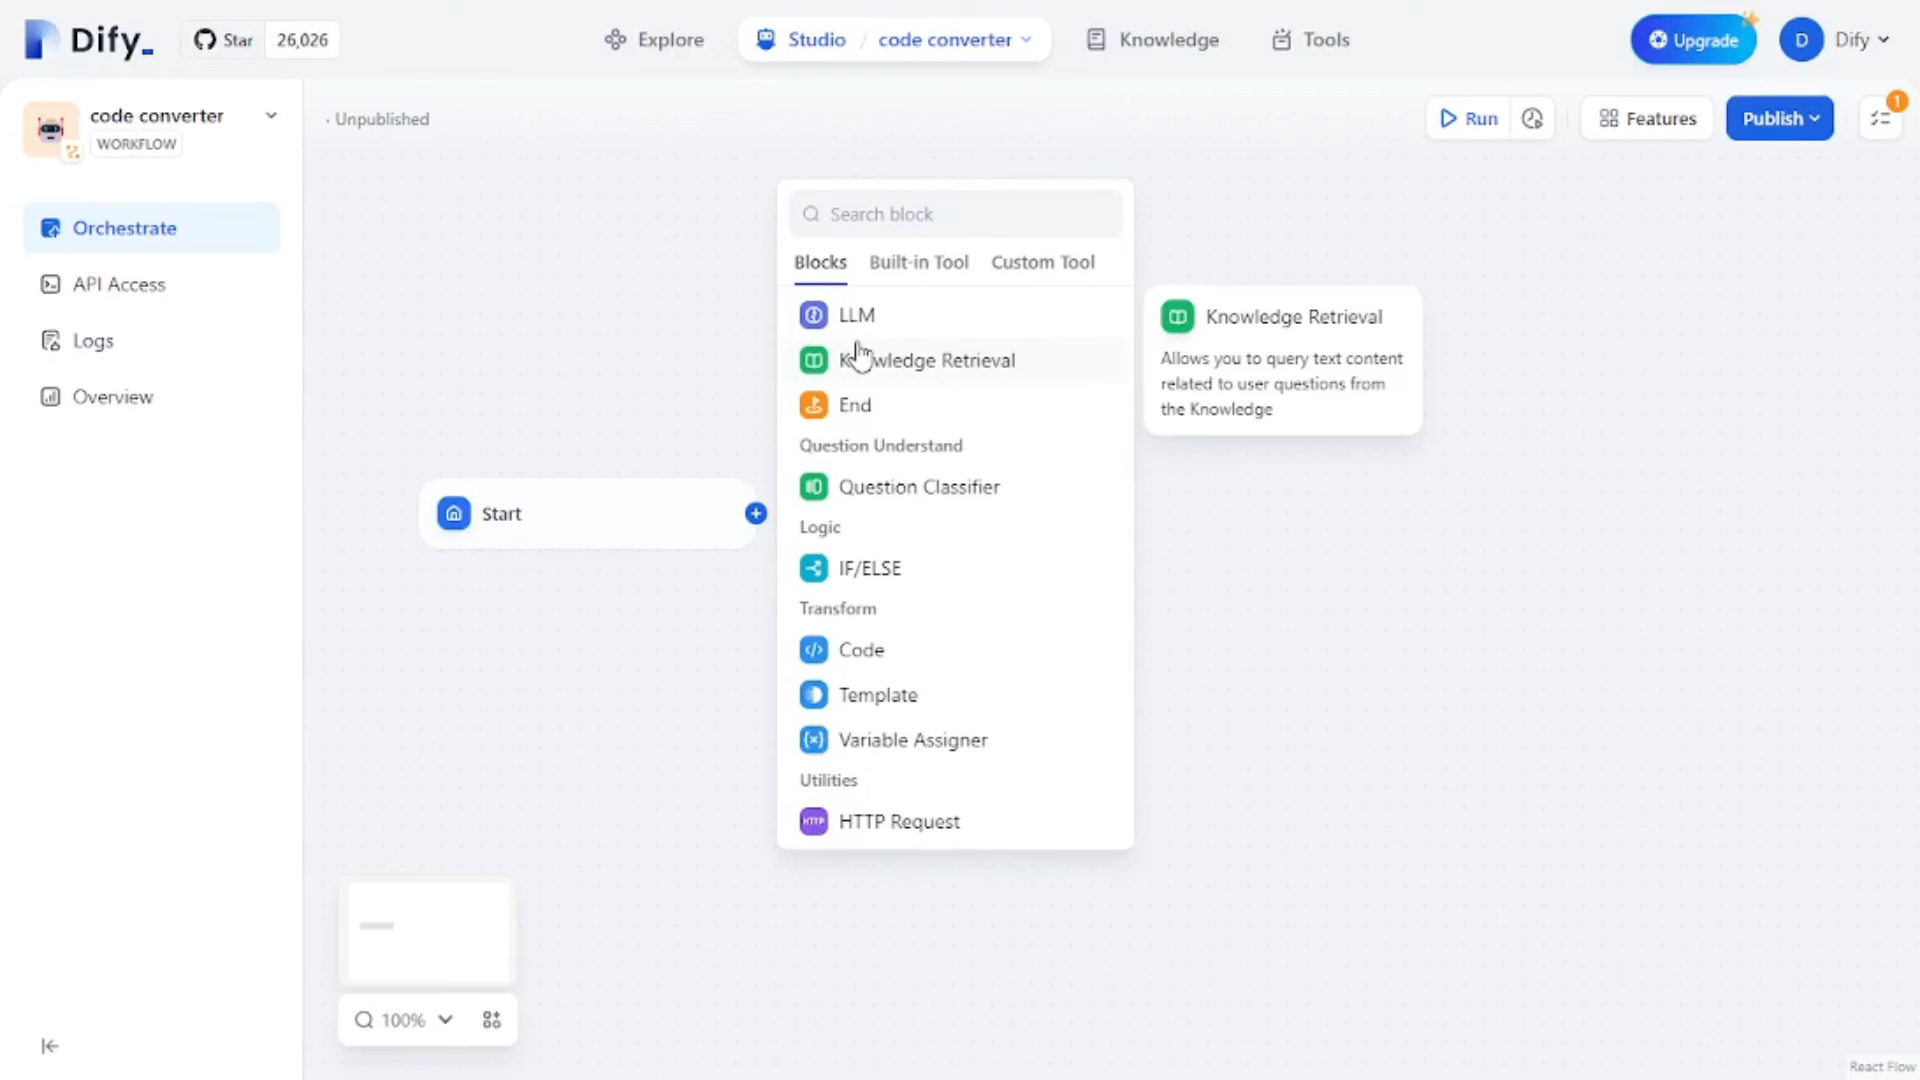 Dify_
Star 26,026
Explore
Studio / code converter
Knowledge
Tools
Upgrade
D
Dify
code converter
WORKFLOW
Orchestrate
API Access
Logs
Overview
· Unpublished
Run
Features
Publish
1
Search block
Blocks Built-in Tool Custom Tool
LLM
Knowledge Retrieval
End
Question Understand
Question Classifier
Logic
IF/ELSE
Transform
Code
Template
Variable Assigner
Utilities
HTTP HTTP Request
Knowledge Retrieval
Allows you to query text content
related to user questions from
the Knowledge
Start
100%
React Flow